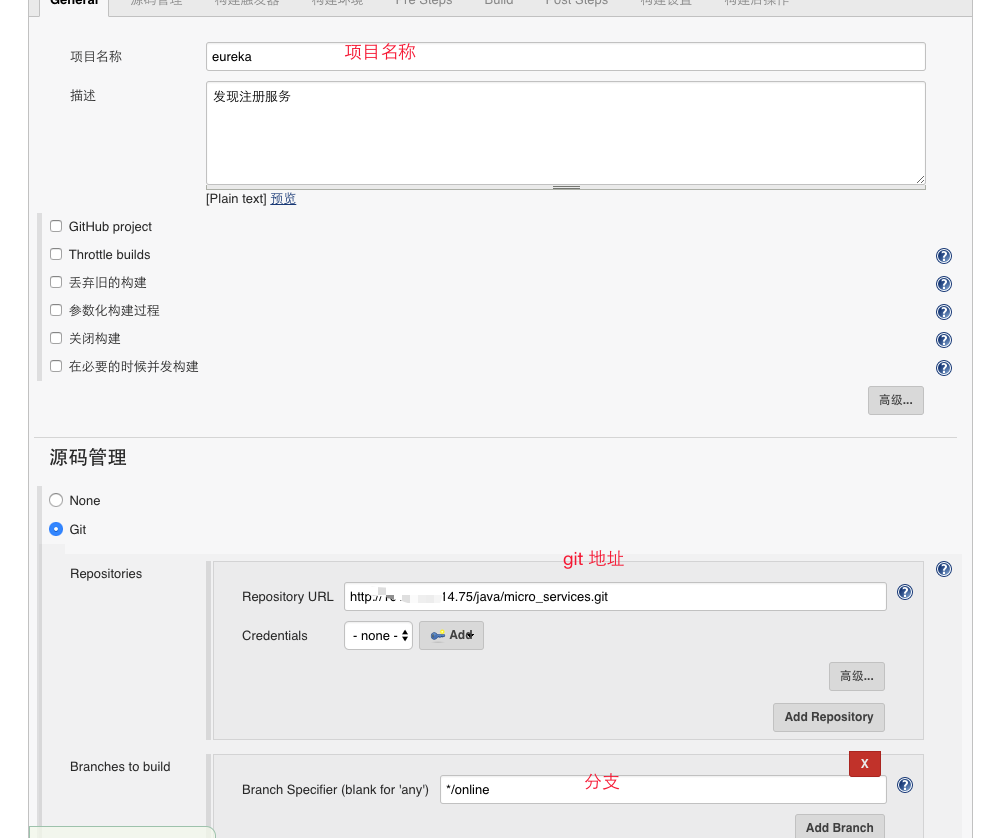 General 源码管理 构建触发器 构建环境 Pre Steps Build Post Steps 构建设置 构建后操作
项目名称 eureka 项目名称
描述 发现注册服务
[Plain text] 预览
GitHub project
Throttle builds
丢弃旧的构建
参数化构建过程
关闭构建
在必要的时候并发构建
高级...
源码管理
None
Git
git 地址
Repositories
Repository URL http://1 14.75/java/micro_services.git
Credentials - none - Add
高级...
Add Repository
Branches to build
X
Branch Specifier (blank for 'any') */online 分支
Add Branch